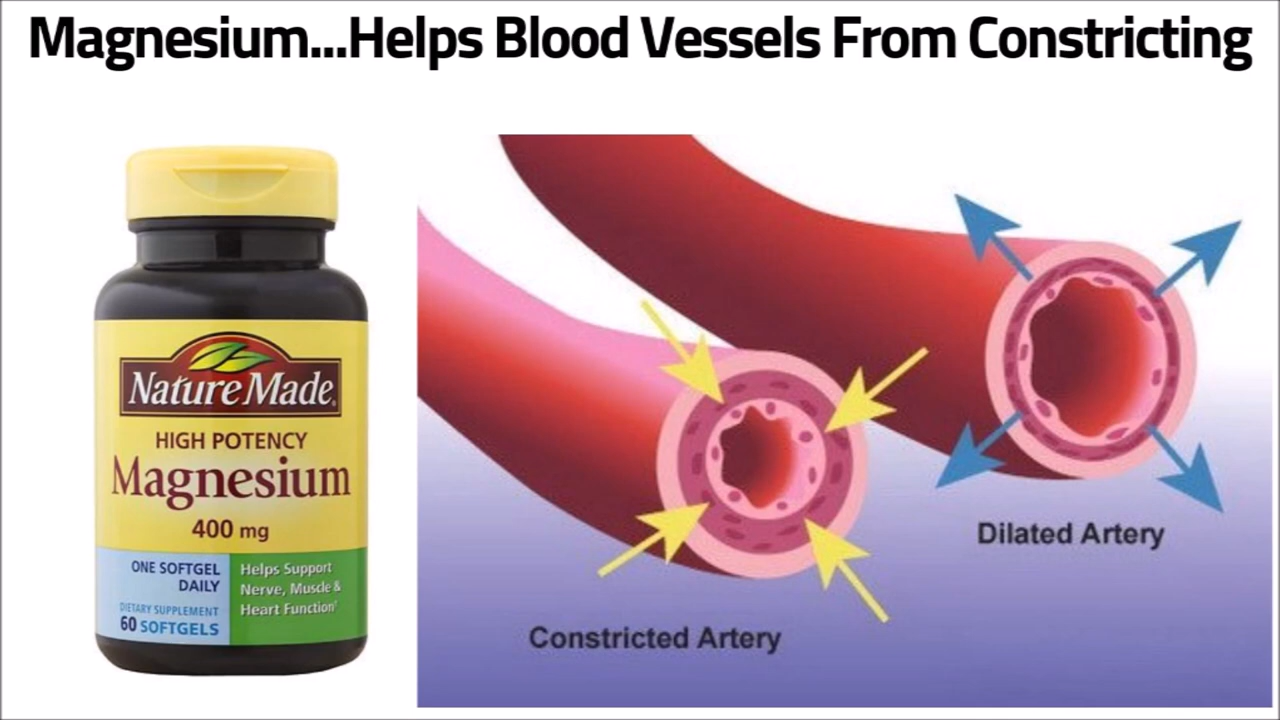 Magnesium...Helps Blood Vessels From Constricting
Nature Made®
HIGH POTENCY
Magnesium
400 mg
ONE SOFTGEL
DAILY
DIETARY SUPPLEMENT
60 SOFTGELS
Helps Support
Nerve, Muscle &
Heart Function†
Constricted Artery
Dilated Artery